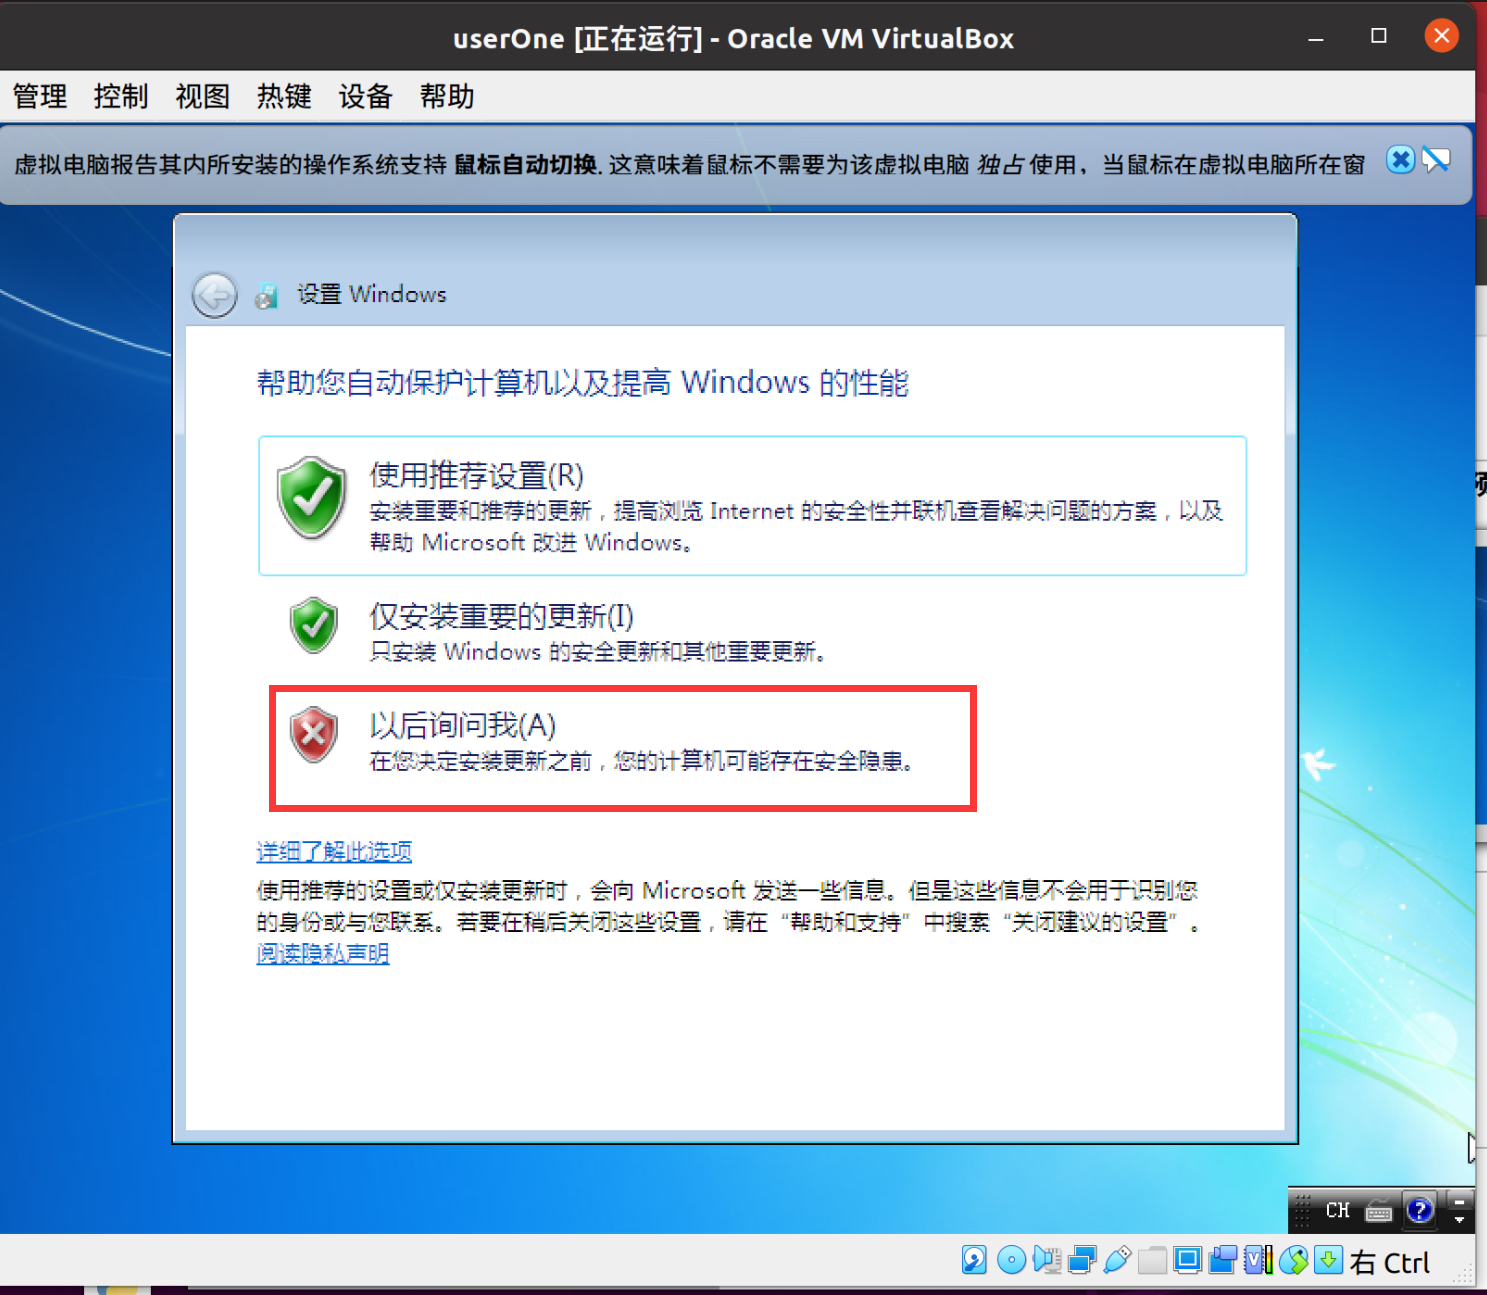 userOne [正在运行] - Oracle VM VirtualBox
管理 控制 视图 热键 设备 帮助
虚拟电脑报告其内所安装的操作系统支持 鼠标自动切换. 这意味着鼠标不需要为该虚拟电脑 独占 使用，当鼠标在虚拟电脑所在窗
设置 Windows
帮助您自动保护计算机以及提高 Windows 的性能
使用推荐设置(R)
安装重要和推荐的更新，提高浏览 Internet 的安全性并联机查看解决问题的方案，以及
帮助 Microsoft 改进 Windows。
仅安装重要的更新(I)
只安装 Windows 的安全更新和其他重要更新。
以后询问我(A)
在您决定安装更新之前，您的计算机可能存在安全隐患。
详细了解此选项
使用推荐的设置或仅安装更新时，会向 Microsoft 发送一些信息。但是这些信息不会用于识别您
的身份或与您联系。若要在稍后关闭这些设置，请在“帮助和支持”中搜索“关闭建议的设置”。
阅读隐私声明
CH
右 Ctrl